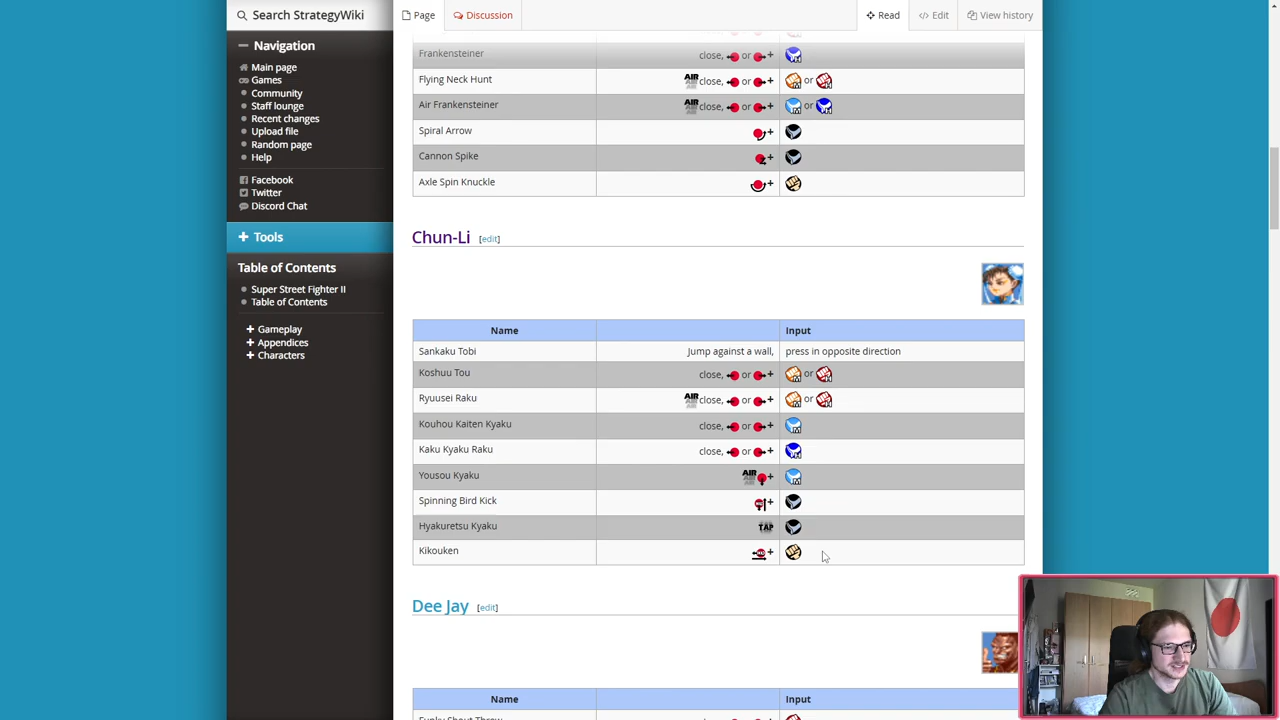 Search StrategyWiki
Page
Discussion
Read
Edit
View history
Navigation
Main page
Games
Community
Staff lounge
Recent changes
Upload file
Random page
Help
Facebook
Twitter
Discord Chat
Tools
Table of Contents
Super Street Fighter II
Table of Contents
Gameplay
Appendices
Characters
Frankensteiner close, or +
Flying Neck Hunt AIR close, or + or
Air Frankensteiner AIR close, or + or
Spiral Arrow +
Cannon Spike +
Axle Spin Knuckle +
Chun-Li [edit]
Name Input
Sankaku Tobi Jump against a wall, press in opposite direction
Koshuu Tou close, or + or
Ryuusei Raku AIR close, or + or
Kouhou Kaiten Kyaku close, or +
Kaku Kyaku Raku close, or +
Yousou Kyaku AIR +
Spinning Bird Kick +
Hyakuretsu Kyaku TAP
Kikouken +
Dee Jay [edit]
Name Input
Funky Shout Throw